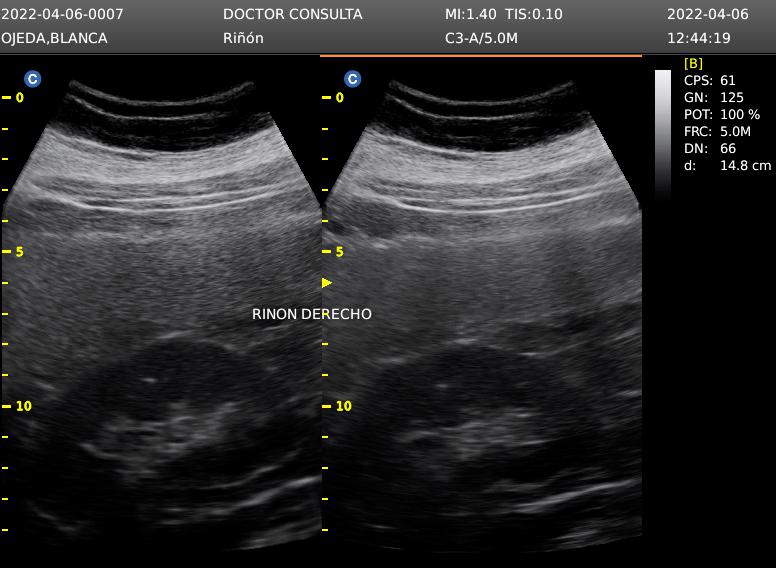 2022-04-06-0007 DOCTOR CONSULTA MI:1.40 TIS:0.10 2022-04-06
OJEDA,BLANCA Riñón C3-A/5.0M 12:44:19
C C [B]
0 0 CPS: 61
GN: 125
POT: 100 %
FRC: 5.0M
DN: 66
d: 14.8 cm
5 5
RINON DERECHO
10 10